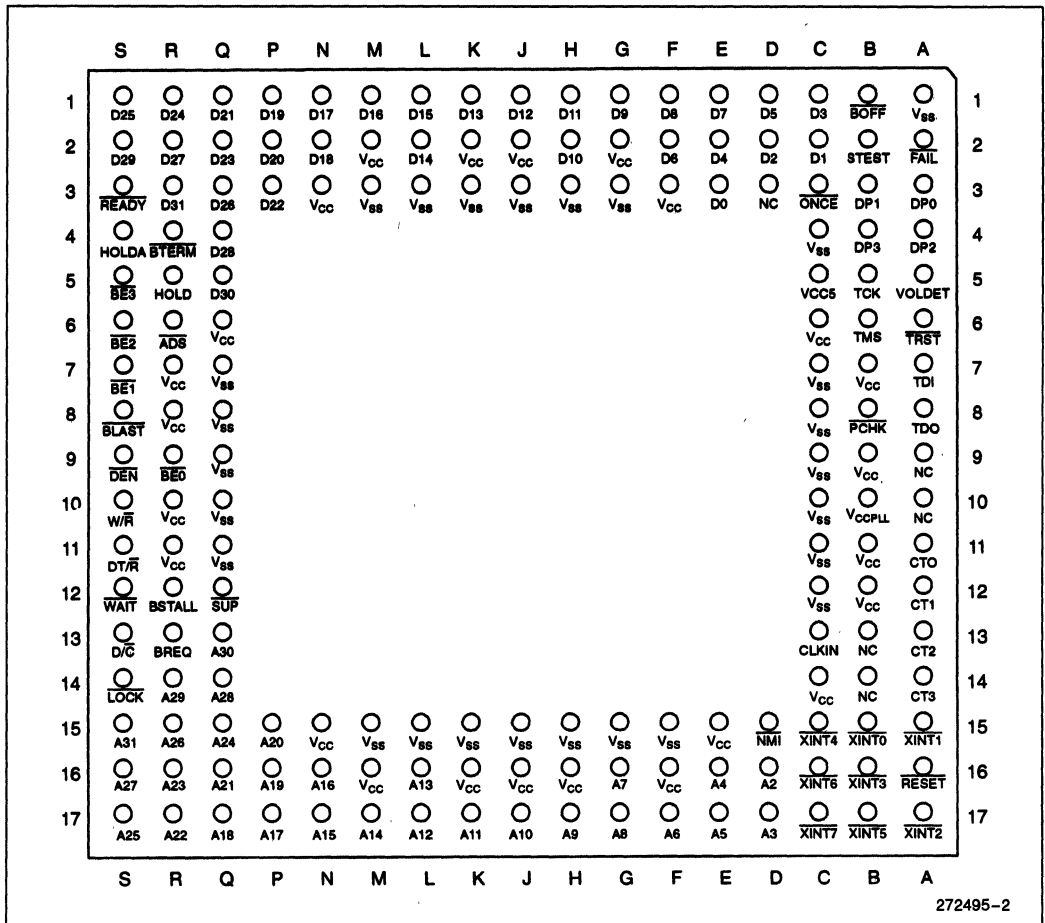 S R Q P N M L K J H G F E D C B A
1 1
D25 D24 D21 D19 D17 D16 D15 D13 D12 D11 D9 D8 D7 D5 D3 BOFF VSS
2 2
D29 D27 D23 D20 D18 VCC D14 VCC VCC D10 VCC D6 D4 D2 D1 STEST FAIL
3 3
READY D31 D26 D22 VCC VSS VSS VSS VSS VSS VSS VCC D0 NC ONCE DP1 DP0
4 4
HOLDA BTERM D28 VSS DP3 DP2
5 5
BE3 HOLD D30 VCC5 TCK VOLDET
6 6
BE2 ADS VCC VCC TMS TRST
7 7
BE1 VCC VSS VSS VCC TDI
8 8
BLAST VCC VSS VSS PCHK TDO
9 9
DEN BE0 VSS VSS VCC NC
10 10
W/R VCC VSS VSS VCCPLL NC
11 11
DT/R VCC VSS VSS VCC CT0
12 12
WAIT BSTALL SUP VSS VCC CT1
13 13
D/C BREQ A30 CLKIN NC CT2
14 14
LOCK A29 A28 VCC NC CT3
15 15
A31 A26 A24 A20 VCC VSS VSS VSS VSS VSS VSS VSS VCC NMI XINT4 XINT0 XINT1
16 16
A27 A23 A21 A19 A16 VCC A13 VCC VCC VCC A7 VCC A4 A2 XINT6 XINT3 RESET
17 17
A25 A22 A18 A17 A15 A14 A12 A11 A10 A9 A8 A6 A5 A3 XINT7 XINT5 XINT2
S R Q P N M L K J H G F E D C B A
272495-2